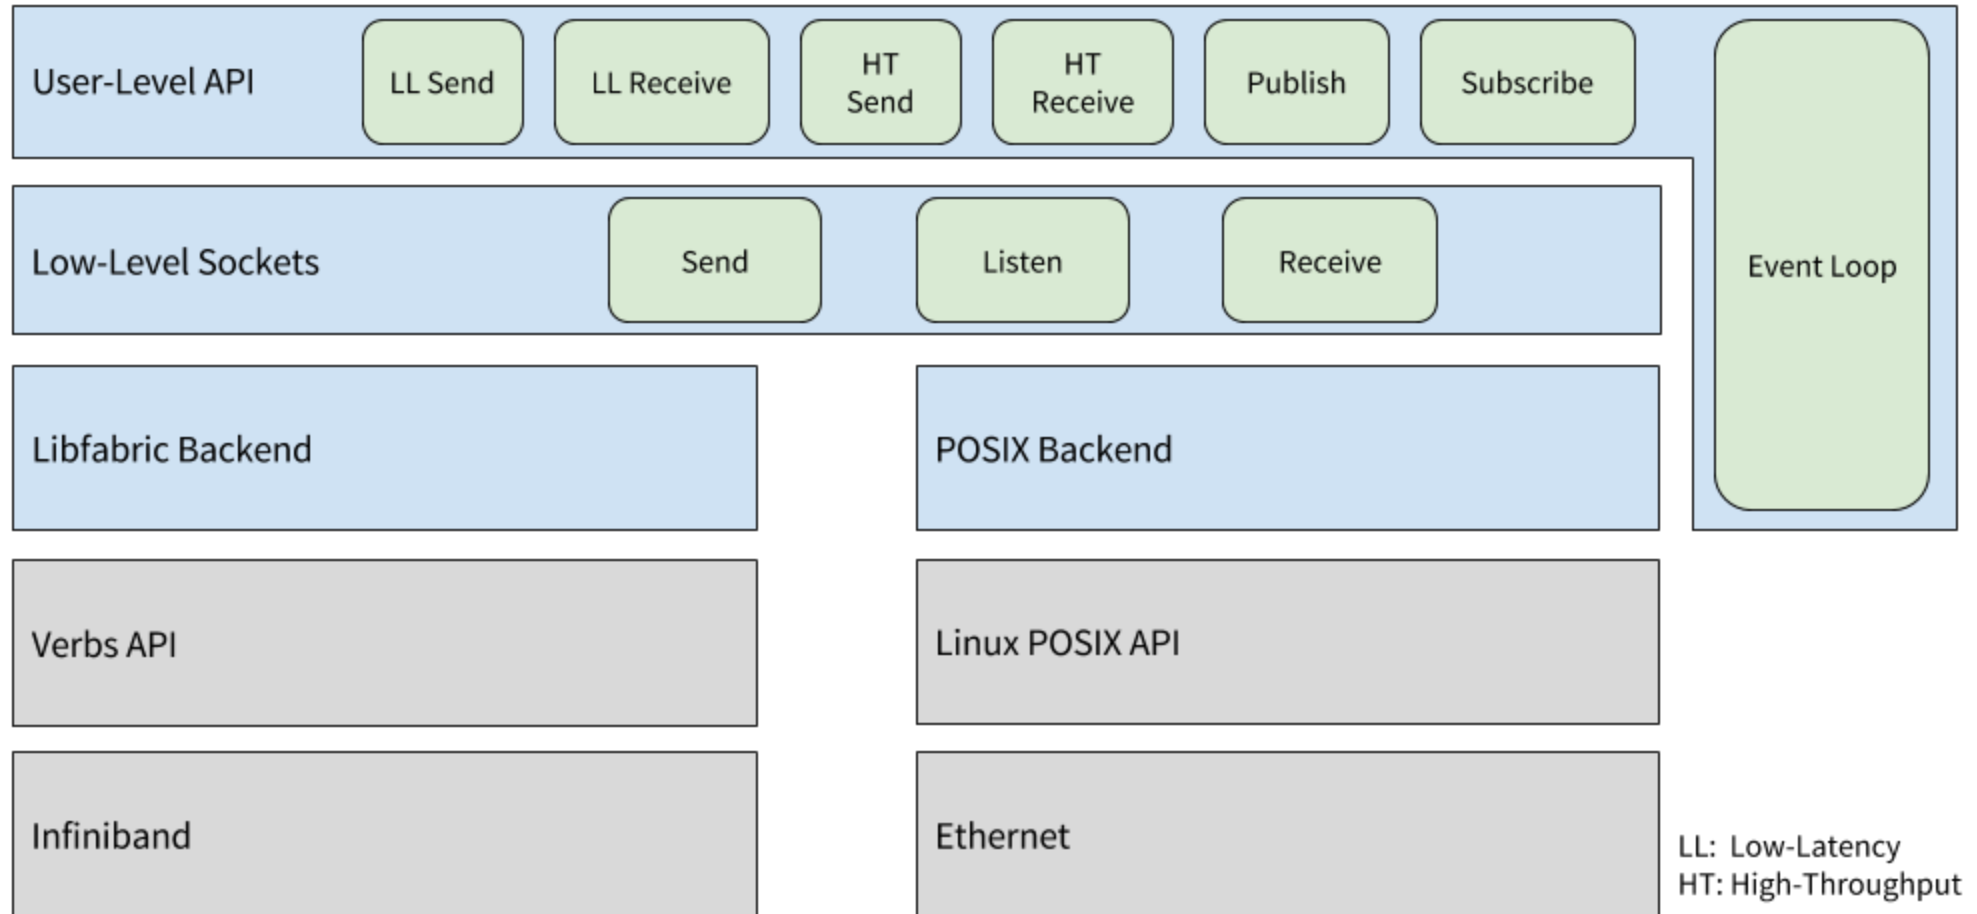 User-Level API
LL Send
LL Receive
HT
Send
HT
Receive
Publish
Subscribe
Event Loop
Low-Level Sockets
Send
Listen
Receive
Libfabric Backend
POSIX Backend
Verbs API
Linux POSIX API
Infiniband
Ethernet
LL: Low-Latency
HT: High-Throughput